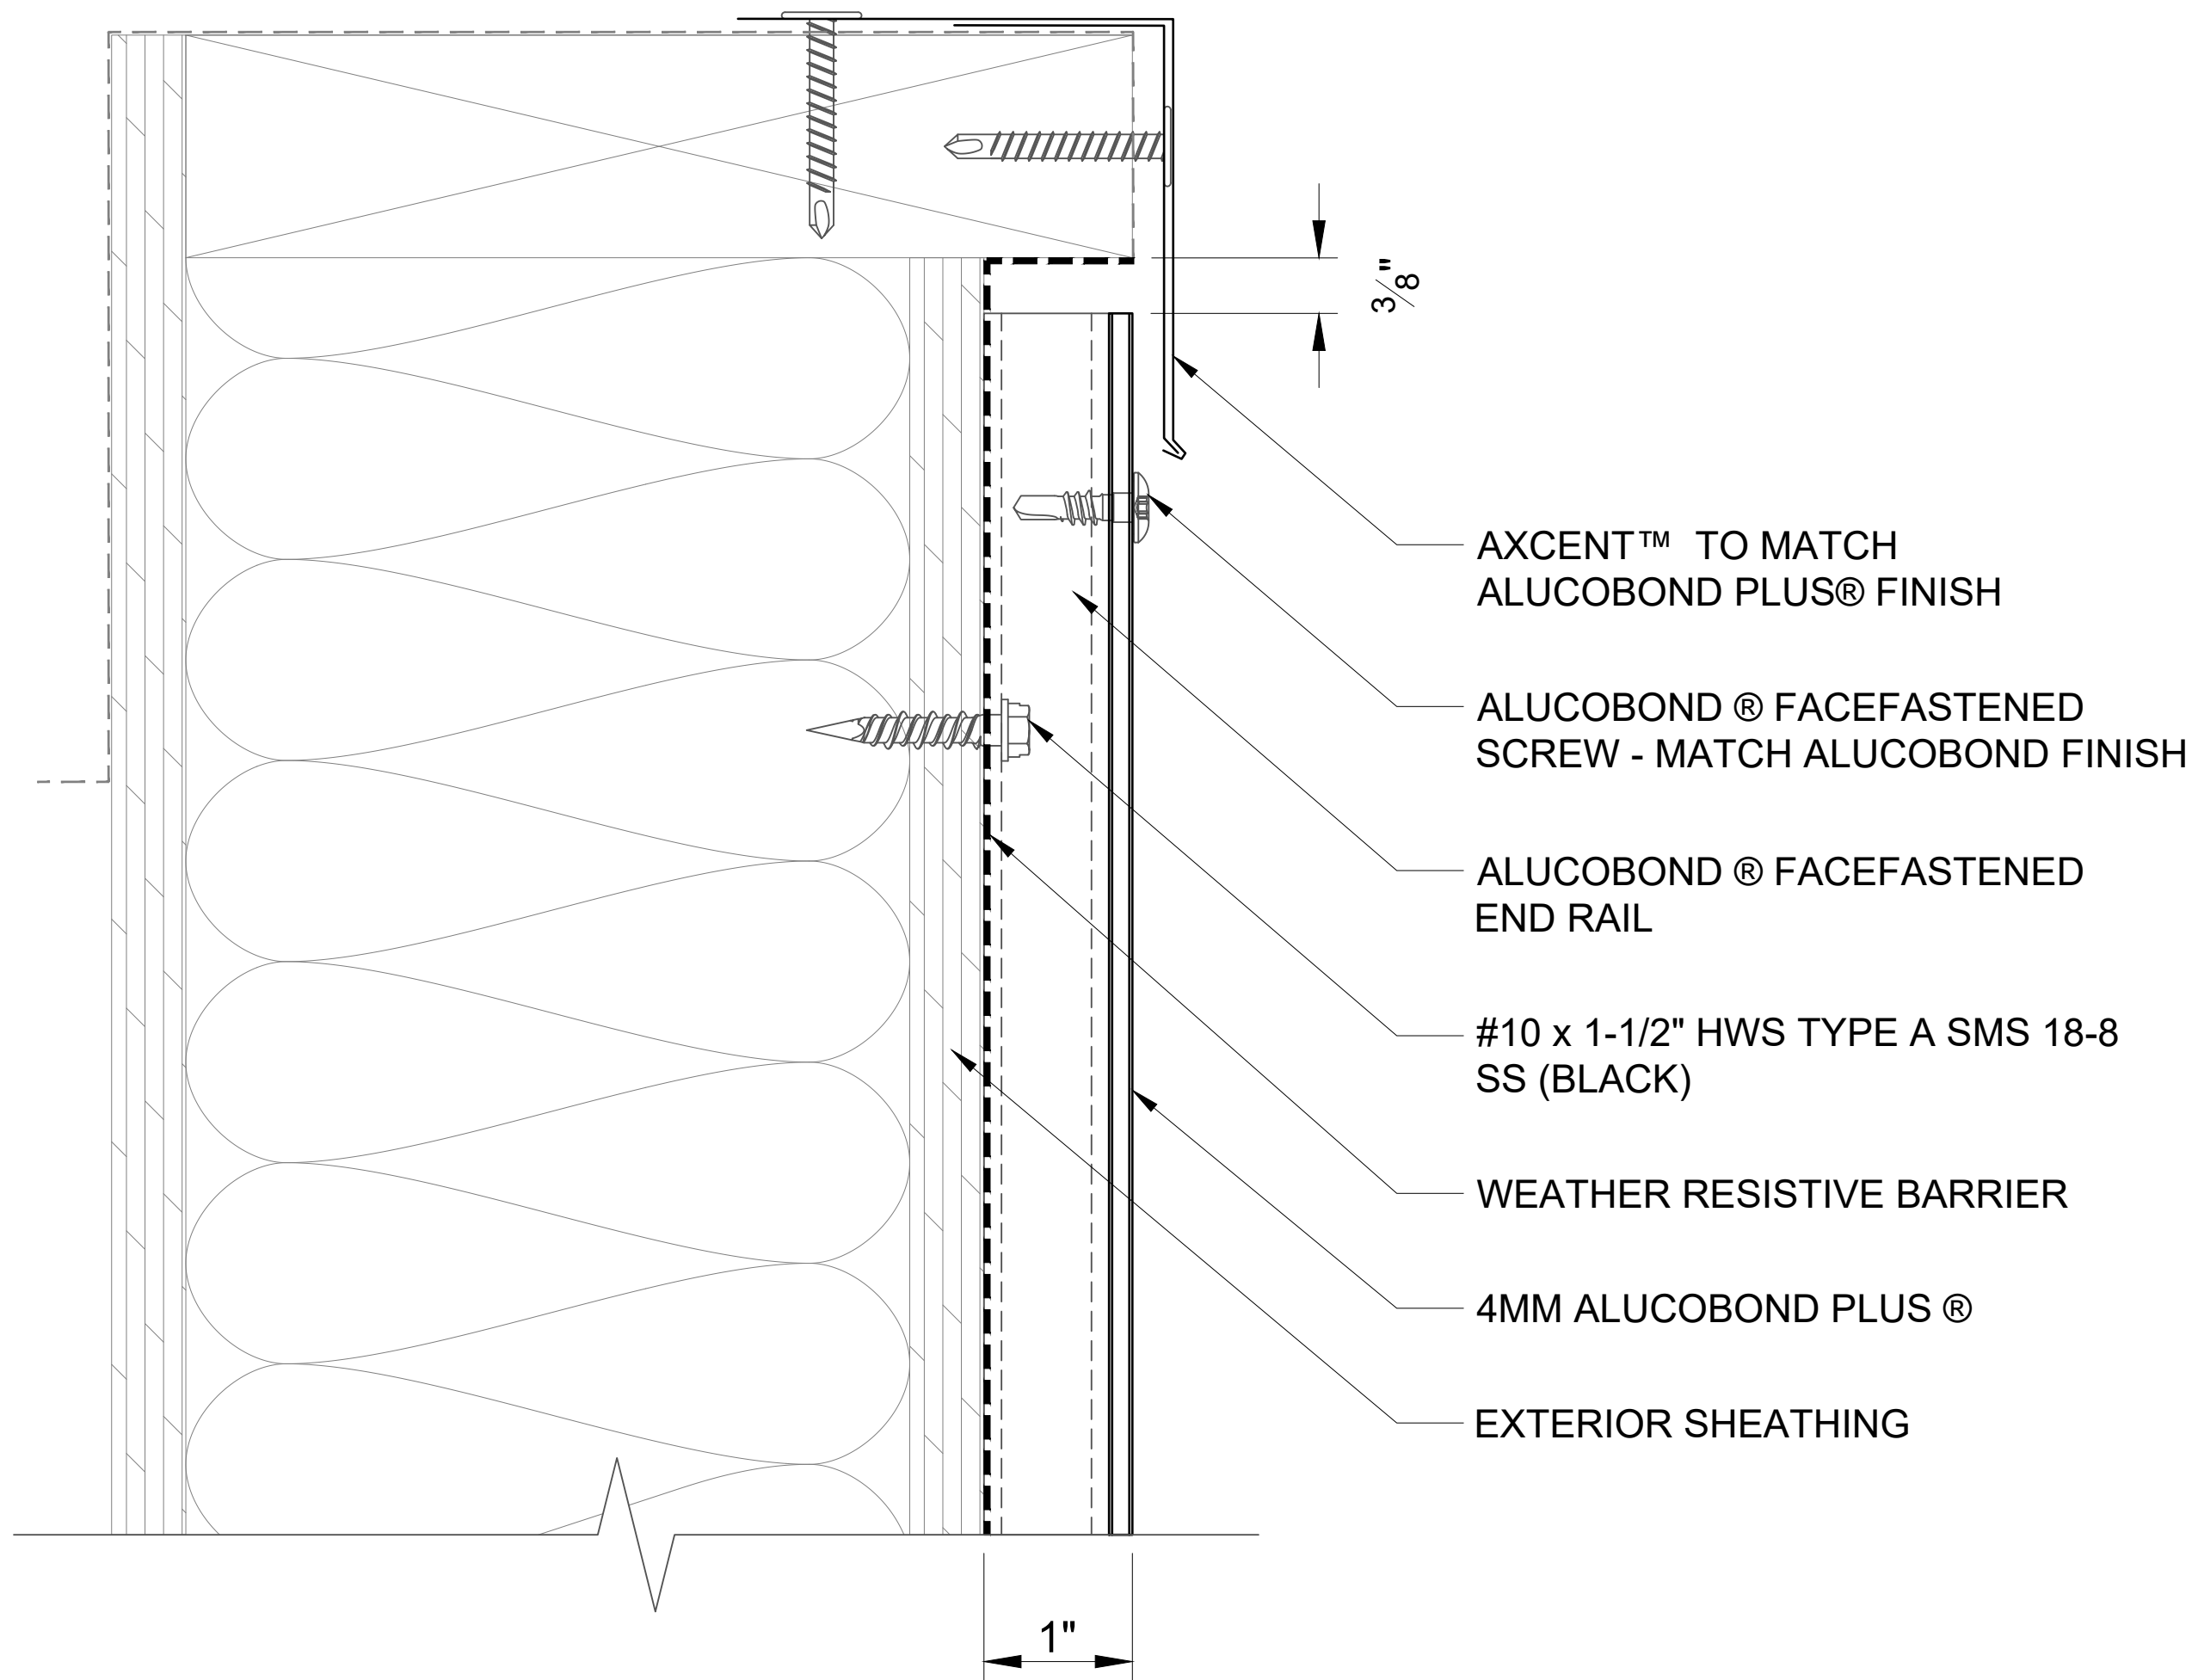 3/8"
AXCENT™ TO MATCH
ALUCOBOND PLUS® FINISH
ALUCOBOND ® FACEFASTENED
SCREW - MATCH ALUCOBOND FINISH
ALUCOBOND ® FACEFASTENED
END RAIL
#10 x 1-1/2" HWS TYPE A SMS 18-8
SS (BLACK)
WEATHER RESISTIVE BARRIER
4MM ALUCOBOND PLUS ®
EXTERIOR SHEATHING
1"